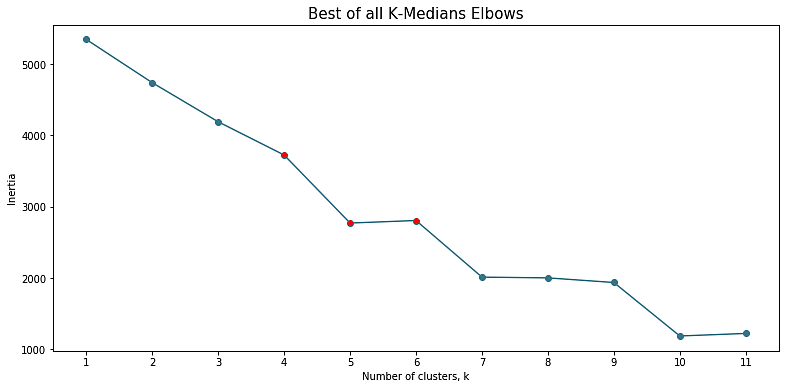 Best of all K-Medians Elbows
5000
4000
3000
2000
1000
Inertia
1 2 3 4 5 6 7 8 9 10 11
Number of clusters, k